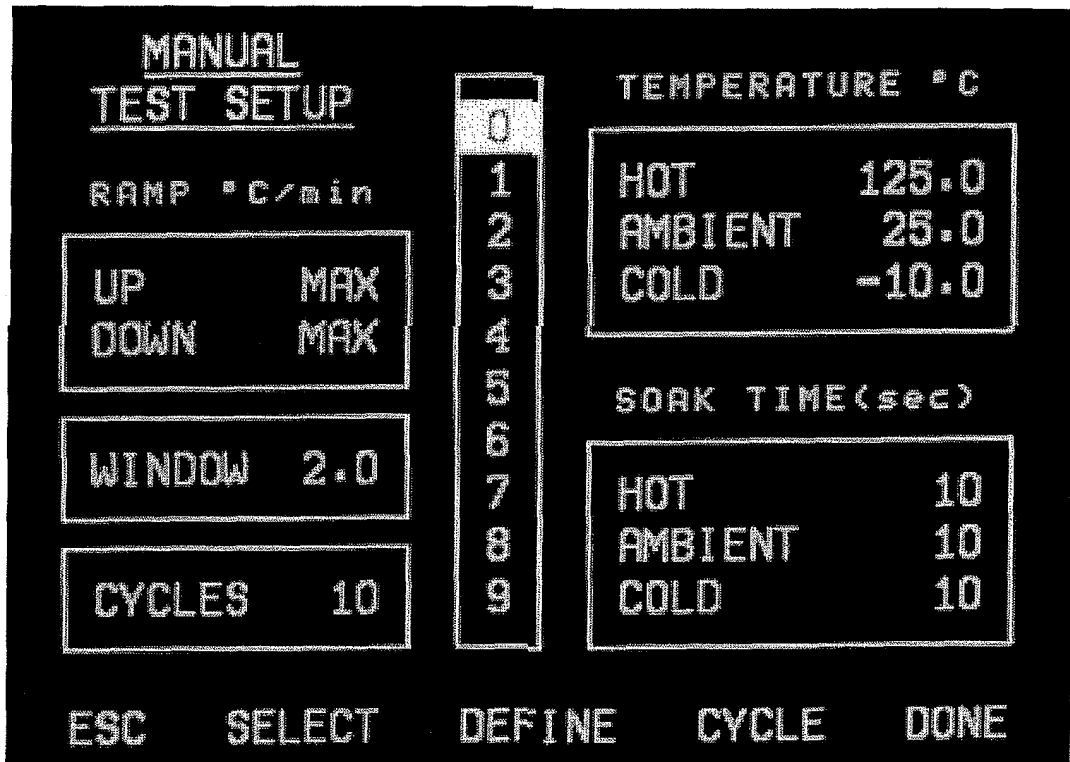 MANUAL
TEST SETUP
RAMP °C/min
UP MAX
DOWN MAX
WINDOW 2.0
CYCLES 10
0
1
2
3
4
5
6
7
8
9
TEMPERATURE °C
HOT 125.0
AMBIENT 25.0
COLD -10.0
SOAK TIME(sec)
HOT 10
AMBIENT 10
COLD 10
ESC SELECT DEFINE CYCLE DONE